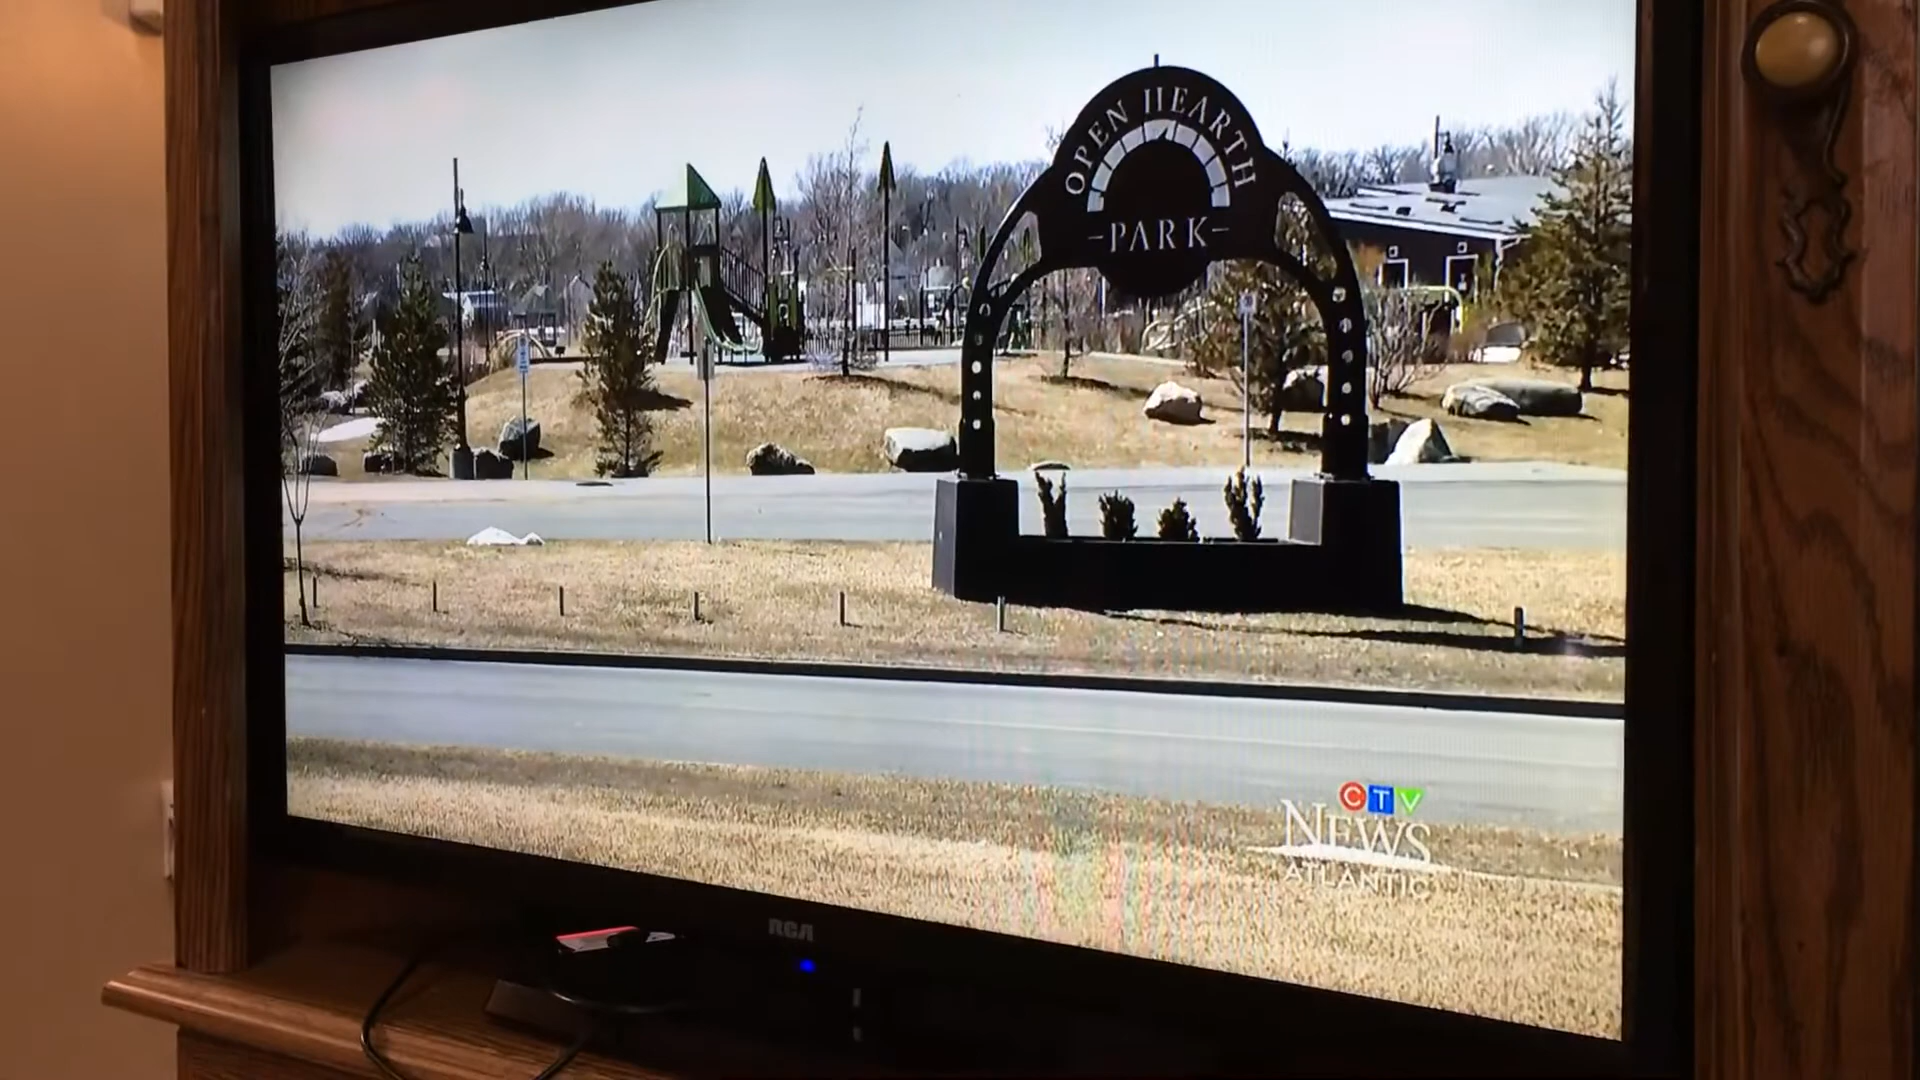 OPEN HEARTH
-PARK-
CTV
NEWS
ATLANTIC
RCA